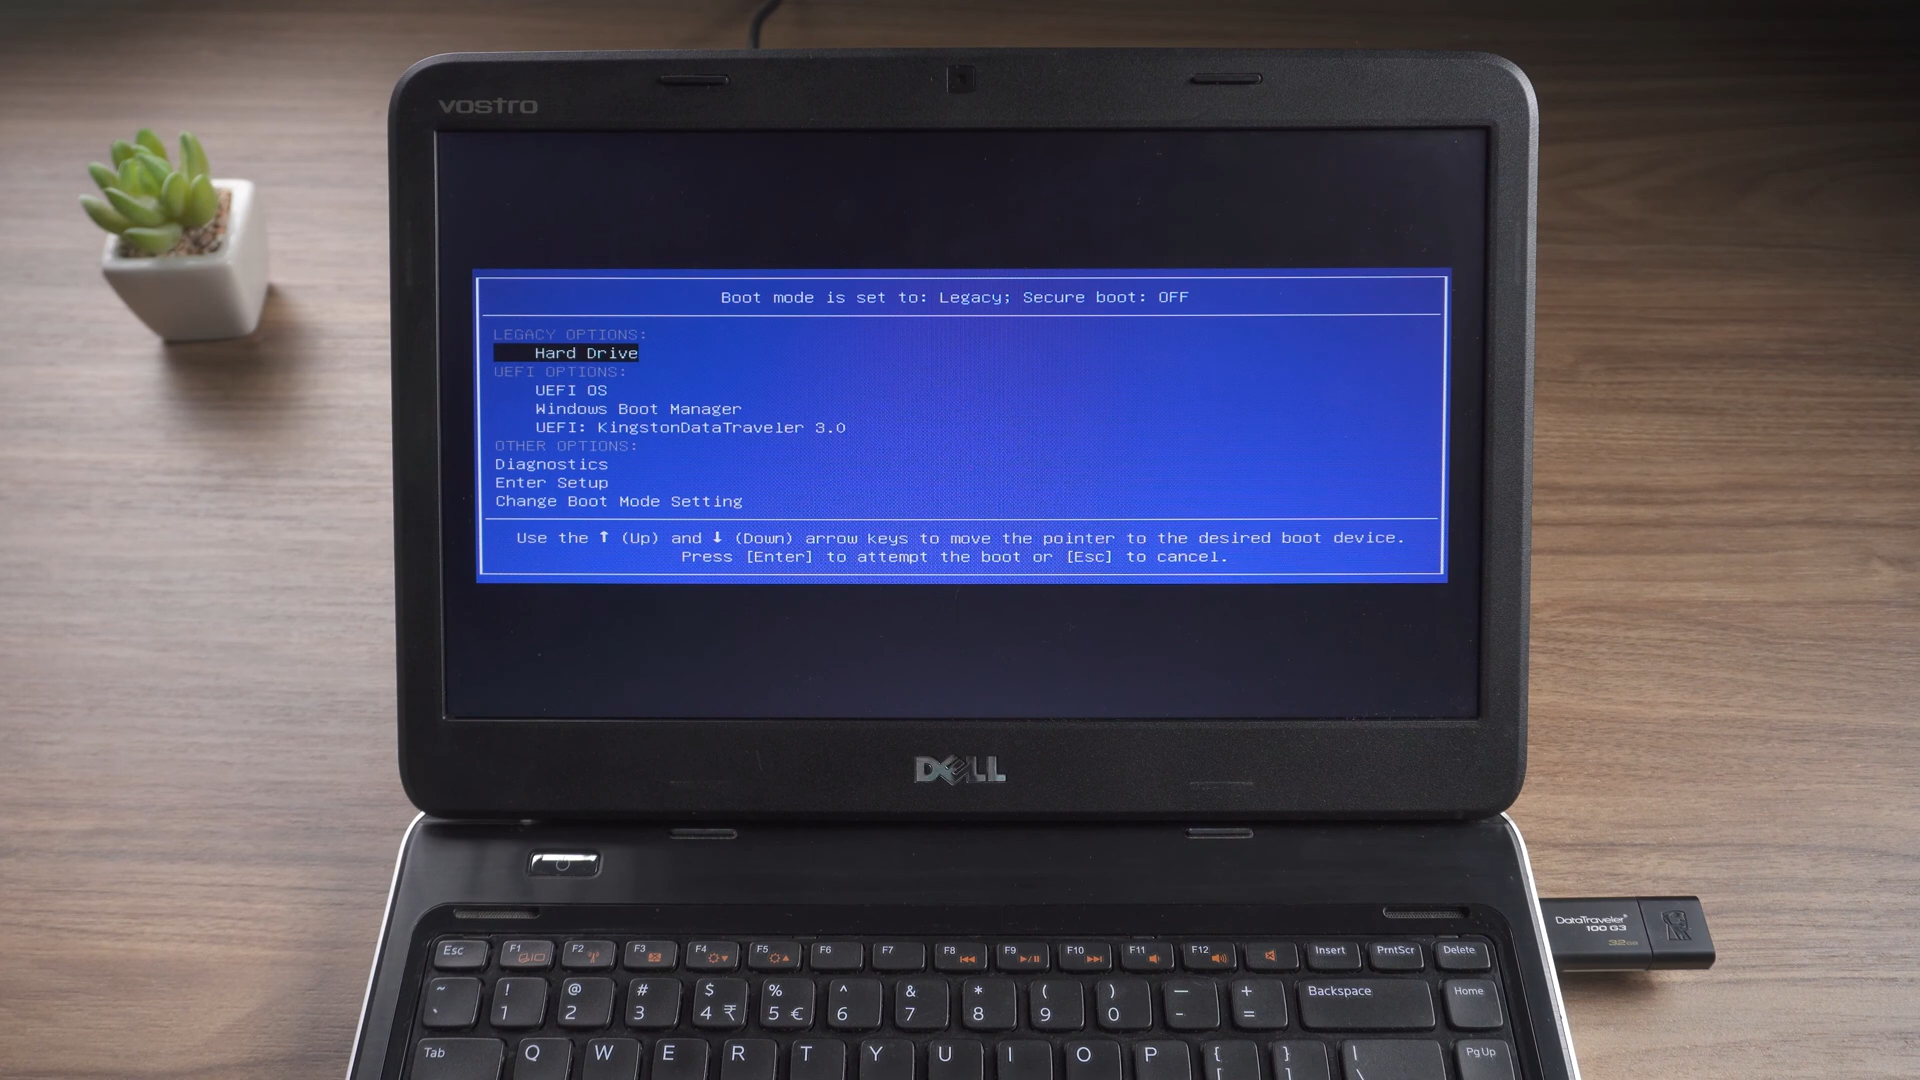 vostro
Boot mode is set to: Legacy; Secure boot: OFF
LEGACY OPTIONS:
Hard Drive
UEFI OPTIONS:
UEFI OS
Windows Boot Manager
UEFI: KingstonDataTraveler 3.0
OTHER OPTIONS:
Diagnostics
Enter Setup
Change Boot Mode Setting
Use the ↑ (Up) and ↓ (Down) arrow keys to move the pointer to the desired boot device.
Press [Enter] to attempt the boot or [Esc] to cancel.
DELL
DataTraveler®
100 G3
32GB
Esc F1 F2 F3 F4 F5 F6 F7 F8 F9 F10 F11 F12 Insert PrntScr Delete
~ ! @ # $ % ^ & * ( ) — + Backspace Home
` 1 2 3 4 ₹ 5 € 6 7 8 9 0 - =
Tab Q W E R T Y U I O P { } | PgUp
[ ] \